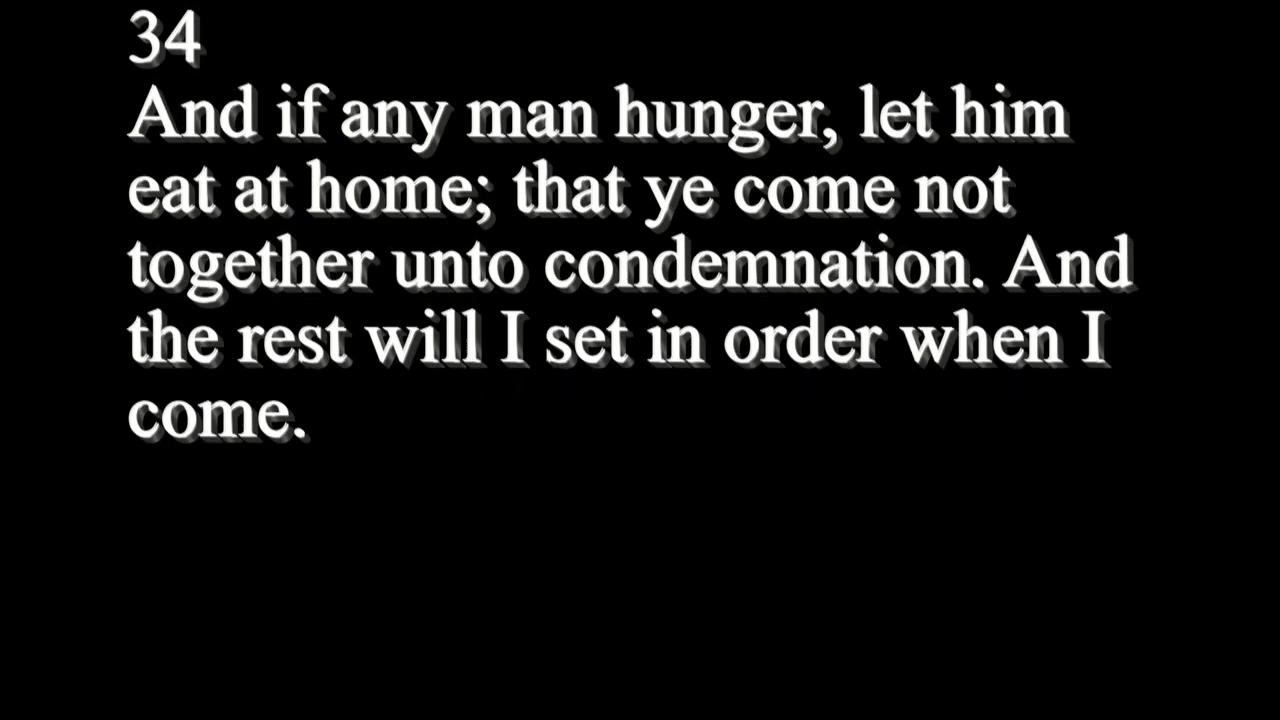 34
And if any man hunger, let him
eat at home; that ye come not
together unto condemnation. And
the rest will I set in order when I
come.